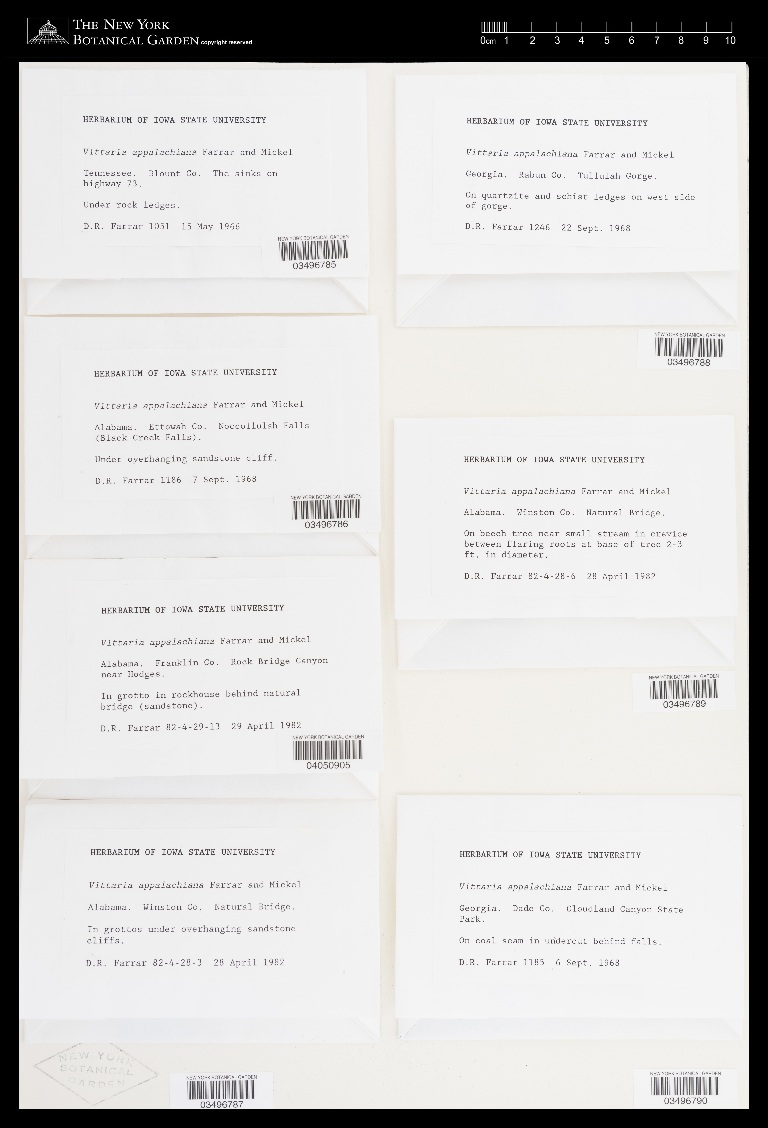 THE NEW YORK
BOTANICAL GARDEN copyright reserved
0cm 1 2 3 4 5 6 7 8 9 10
HERBARIUM OF IOWA STATE UNIVERSITY
Vittaria appalachiana Farrar and Mickel
Tennessee. Blount Co. The sinks on
highway 73.
Under rock ledges.
D.R. Farrar 1051 15 May 1966
NEW YORK BOTANICAL GARDEN
03496785
HERBARIUM OF IOWA STATE UNIVERSITY
Vittaria appalachiana Farrar and Mickel
Alabama. Ettowah Co. Noccollulsh Falls
(Black Creek Falls).
Under overhanging sandstone cliff.
D.R. Farrar 1186 7 Sept. 1968
NEW YORK BOTANICAL GARDEN
03496786
HERBARIUM OF IOWA STATE UNIVERSITY
Vittaria appalachiana Farrar and Mickel
Alabama. Franklin Co. Rock Bridge Canyon
near Hodges.
In grotto in rockhouse behind natural
bridge (sandstone).
D.R. Farrar 82-4-29-13 29 April 1982
NEW YORK BOTANICAL GARDEN
04050905
HERBARIUM OF IOWA STATE UNIVERSITY
Vittaria appalachiana Farrar and Mickel
Alabama. Winston Co. Natural Bridge.
In grottos under overhanging sandstone
cliffs.
D.R. Farrar 82-4-28-3 28 April 1982
NEW YORK
BOTANICAL
GARDEN
NEW YORK BOTANICAL GARDEN
03496787
HERBARIUM OF IOWA STATE UNIVERSITY
Vittaria appalachiana Farrar and Mickel
Georgia. Rabun Co. Tullulah Gorge.
On quartzite and schist ledges on west side
of gorge.
D.R. Farrar 1246 22 Sept. 1968
NEW YORK BOTANICAL GARDEN
03496788
HERBARIUM OF IOWA STATE UNIVERSITY
Vittaria appalachiana Farrar and Mickel
Alabama. Winston Co. Natural Bridge.
On beech tree near small stream in crevice
between flaring roots at base of tree 2-3
ft. in diameter.
D.R. Farrar 82-4-28-6 28 April 1982
NEW YORK BOTANICAL GARDEN
03496789
HERBARIUM OF IOWA STATE UNIVERSITY
Vittaria appalachiana Farrar and Mickel
Georgia. Dade Co. Cloudland Canyon State
Park.
On coal seam in undercut behind falls.
D.R. Farrar 1185 6 Sept. 1968
NEW YORK BOTANICAL GARDEN
03496790